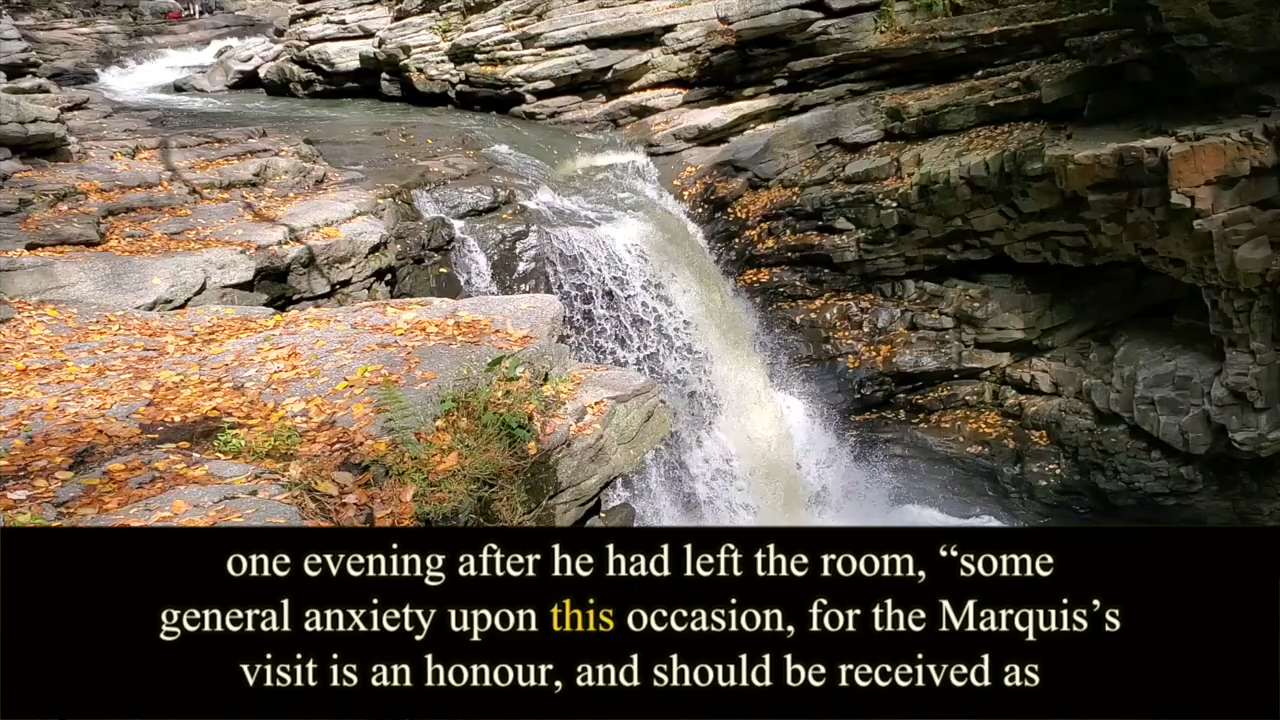 one evening after he had left the room, “some
general anxiety upon this occasion, for the Marquis’s
visit is an honour, and should be received as